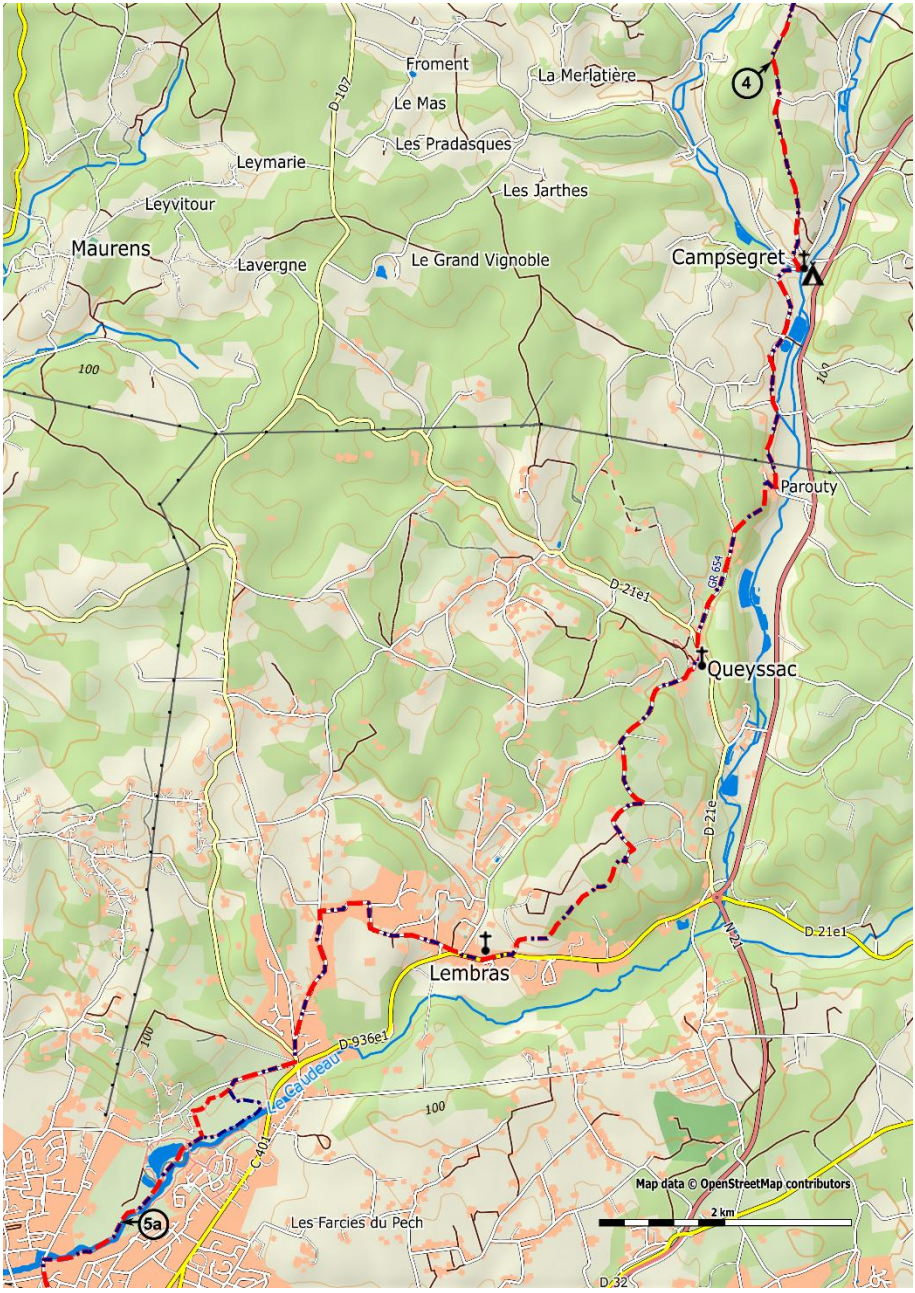 Froment
La Merlatière
4
D 107
Le Mas
Les Pradasques
Leymarie
Les Jarthes
Leyvitour
Maurens
Lavergne
Le Grand Vignoble
Campsegret
100
100
Parouty
GR 654
D 21e1
Queyssac
D 21e
N 21
D 21e1
Lembras
100
D 936e1
Le Caudeau
100
C 401
Map data © OpenStreetMap contributors
2 km
5a
Les Farcies du Pech
D 32